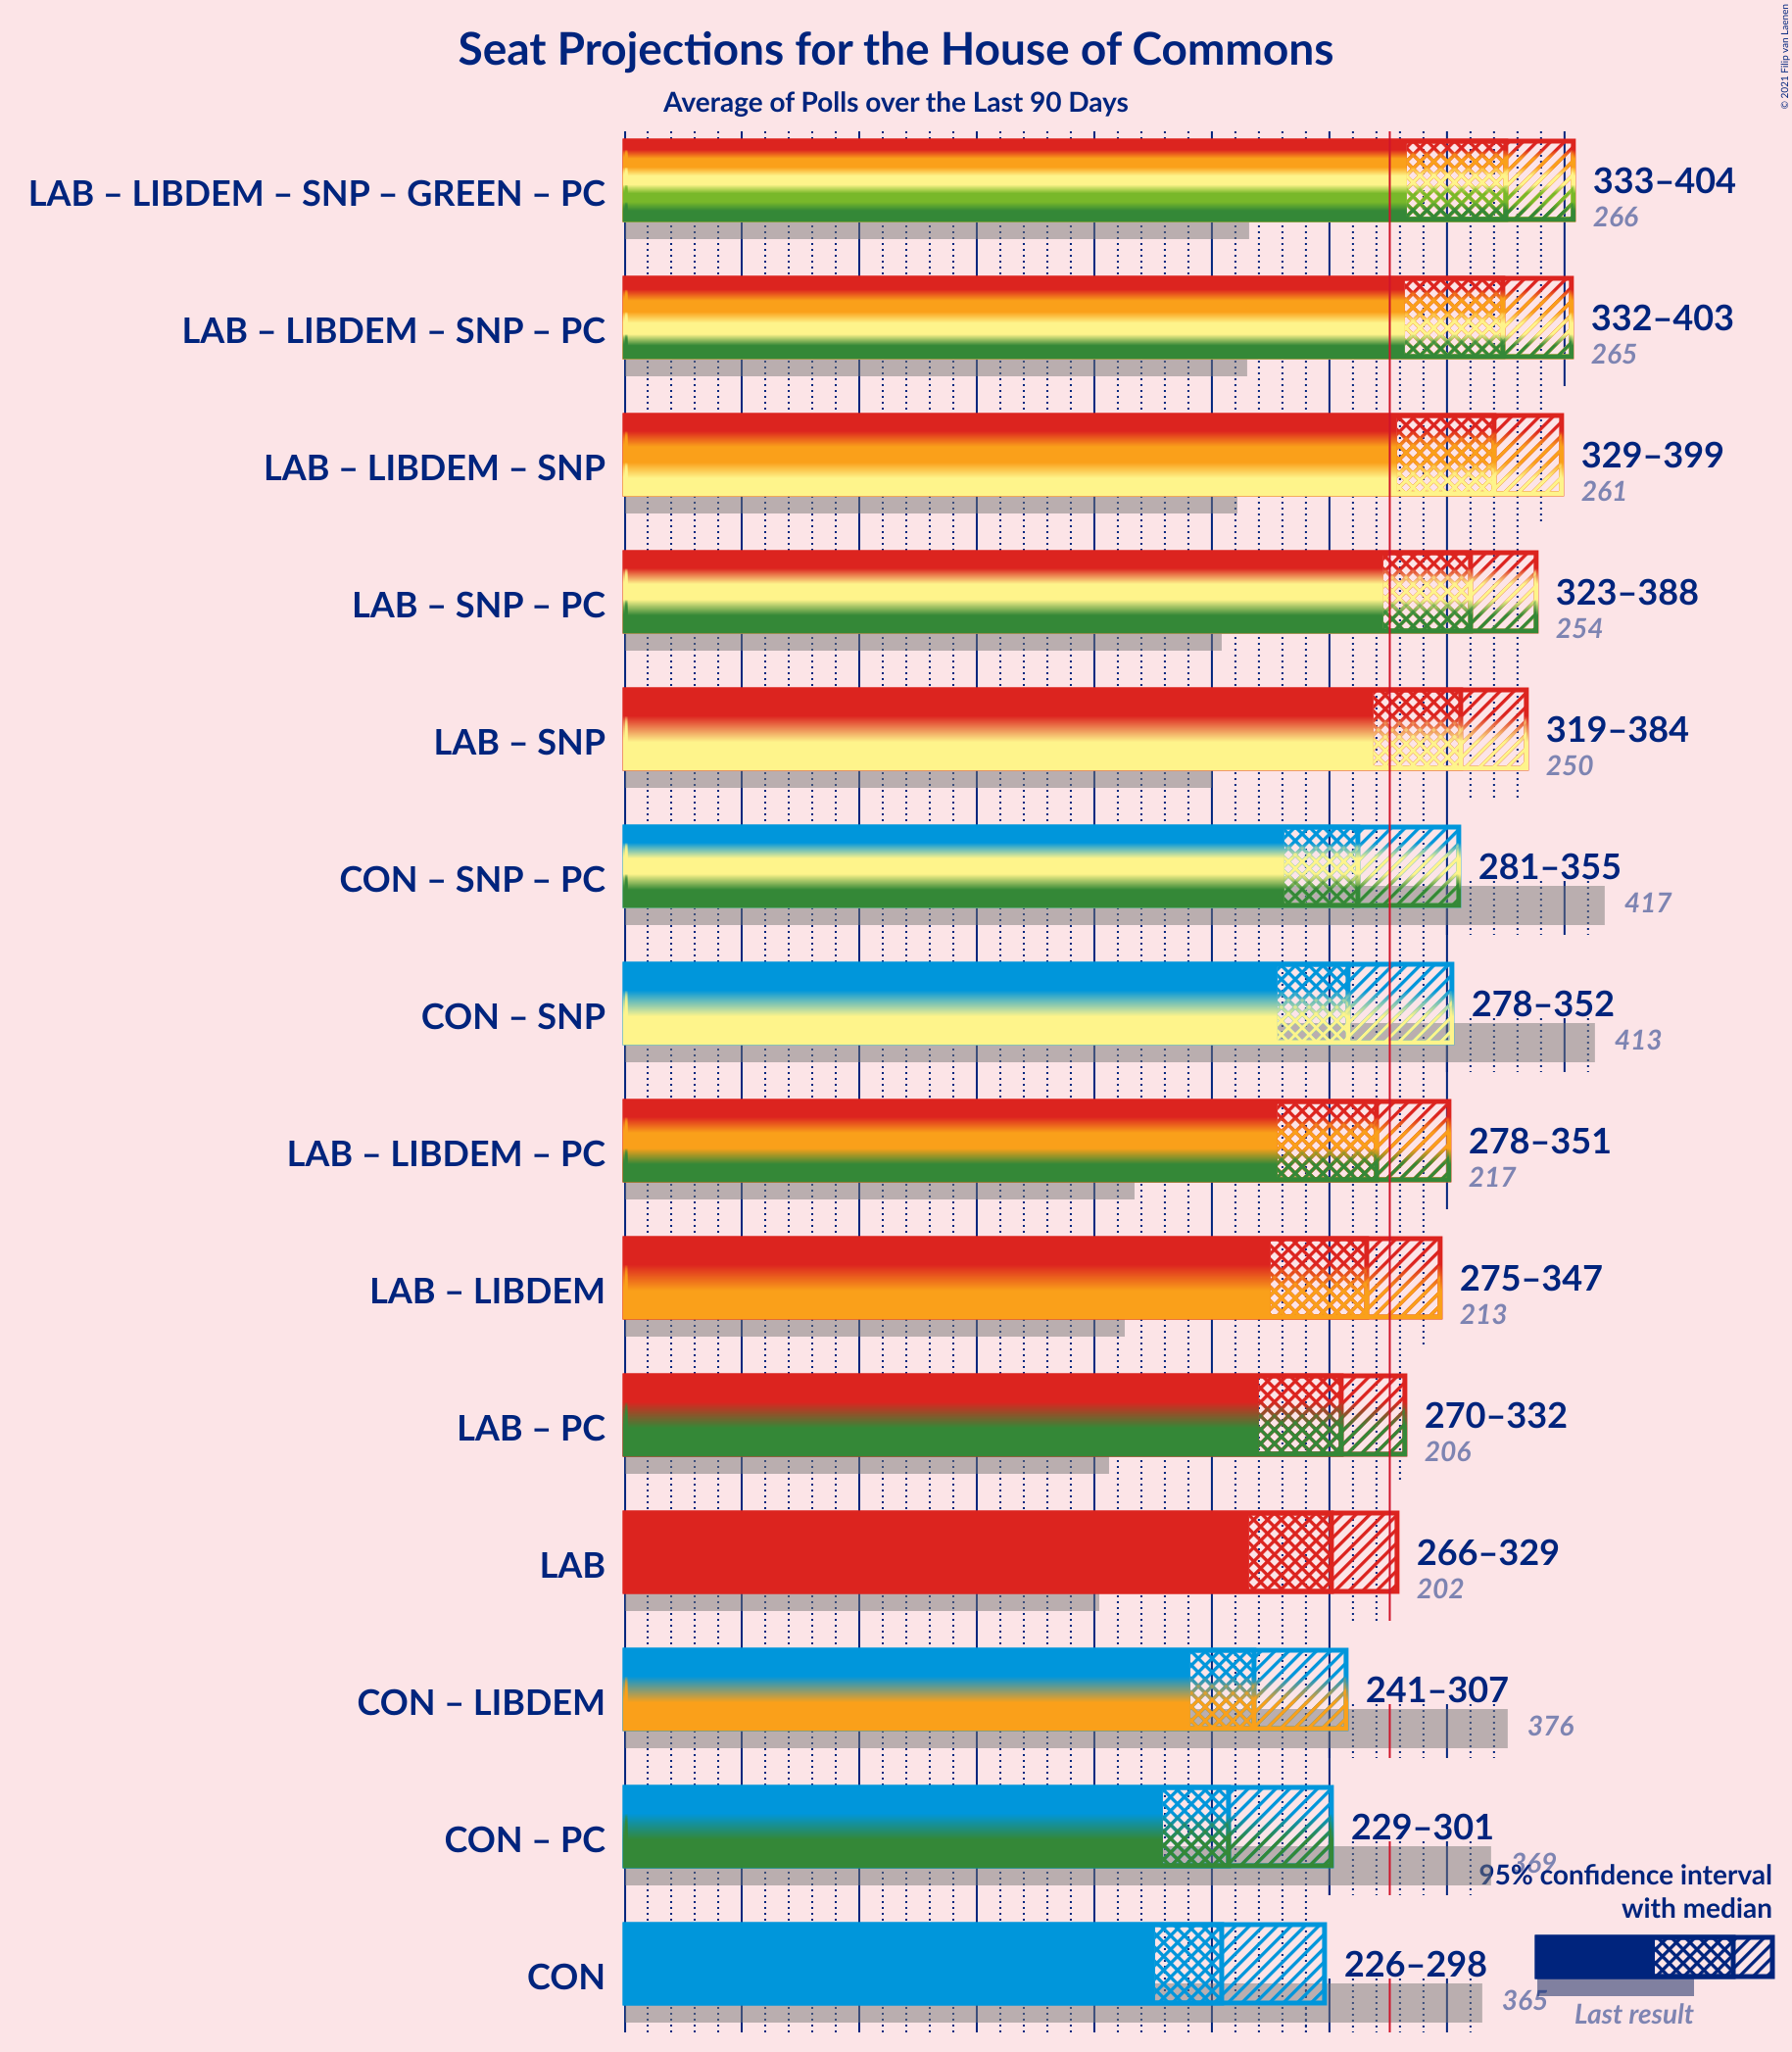 Seat Projections for the House of Commons
Average of Polls over the Last 90 Days
© 2021 Filip van Laenen
LAB – LIBDEM – SNP – GREEN – PC
333–404
266
LAB – LIBDEM – SNP – PC
332–403
265
LAB – LIBDEM – SNP
329–399
261
LAB – SNP – PC
323–388
254
LAB – SNP
319–384
250
CON – SNP – PC
281–355
417
CON – SNP
278–352
413
LAB – LIBDEM – PC
278–351
217
LAB – LIBDEM
275–347
213
LAB – PC
270–332
206
LAB
266–329
202
CON – LIBDEM
241–307
376
CON – PC
229–301
369
CON
226–298
365
95% confidence interval
with median
Last result